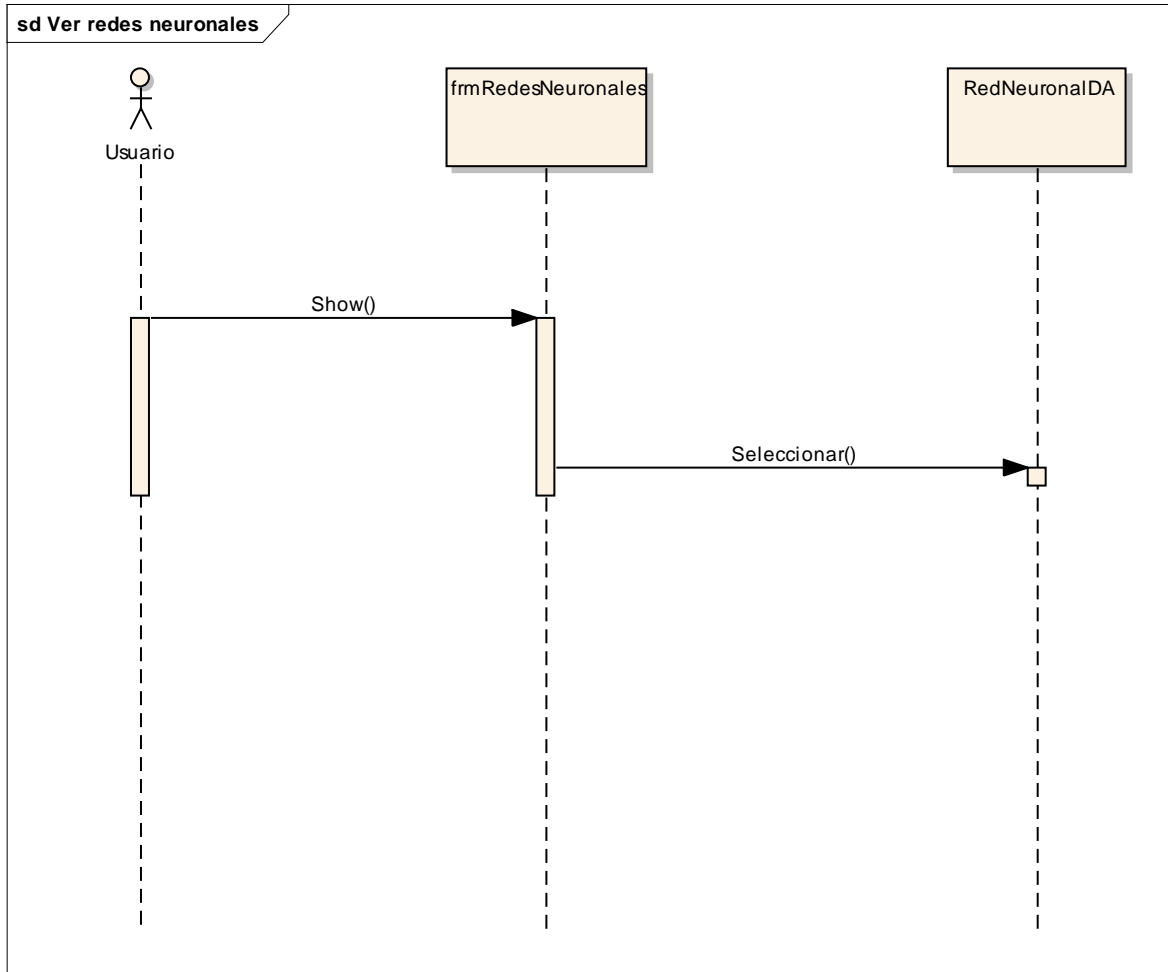 sd Ver redes neuronales
Usuario
frmRedesNeuronales
RedNeuronalDA
Show()
Seleccionar()